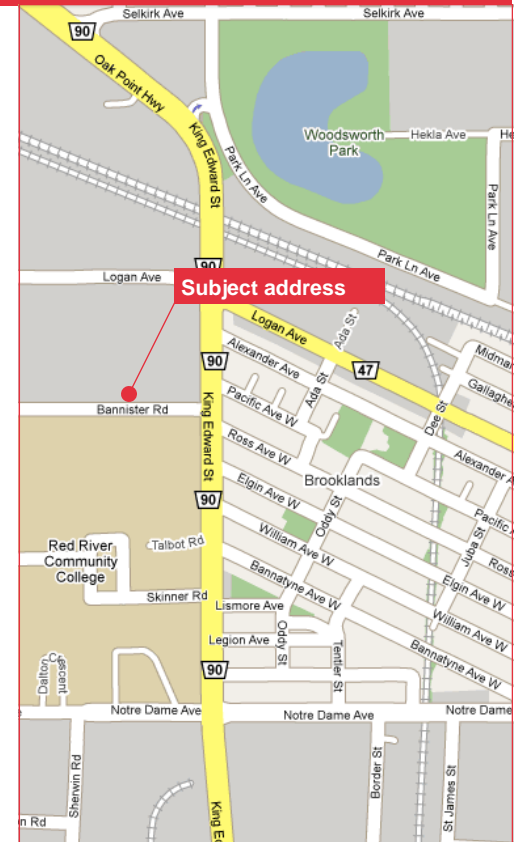 Selkirk Ave
Selkirk Ave
90
Oak Point Hwy
King Edward St
Woodsworth
Park
Hekla Ave
He
Park Ln Ave
Park Ln Ave
Park Ln Ave
90
Logan Ave
Subject address
Logan Ave
Ada St
Alexander Ave
90
47
Midma
Gallaghe
Ada St
Pacific Ave W
Dee St
Bannister Rd
King Edward St
Ross Ave W
Alexander A
Brooklands
Elgin Ave W
90
Oddy St
Pacific
William Ave W
Juba St
Ross
Red River
Community
College
Talbot Rd
Bannatyne Ave W
Elgin Ave W
Skinner Rd
Lismore Ave
William Ave W
Legion Ave
Oddy St
Tentler St
Bannatyne Ave W
Dalton Crescent
90
Notre Dame Ave
Notre Dame Ave
Notre Dame
Sherwin Rd
Border St
St James St
n Rd
King Ed